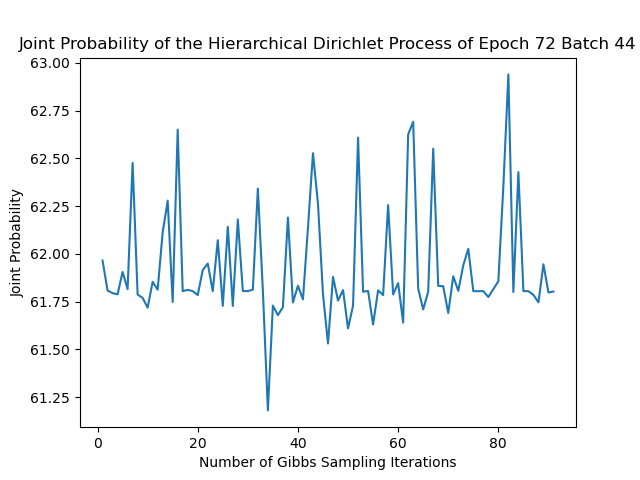 Joint Probability of the Hierarchical Dirichlet Process of Epoch 72 Batch 44
63.00
62.75
62.50
62.25
62.00
61.75
61.50
61.25
Joint Probability
0 20 40 60 80
Number of Gibbs Sampling Iterations